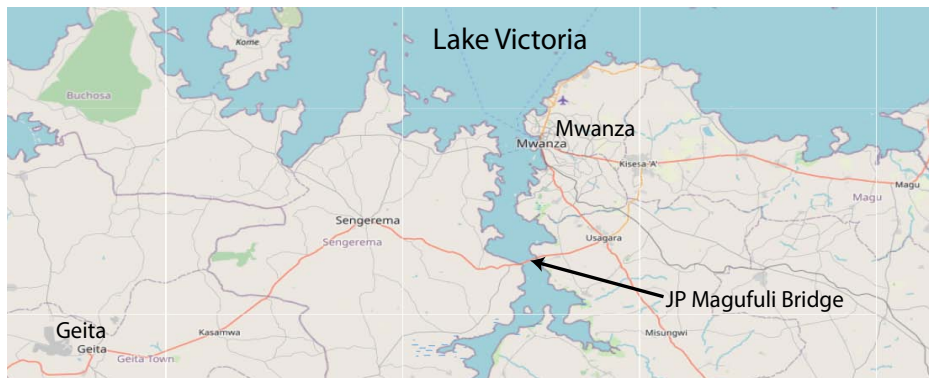 Kome
Lake Victoria
Buchosa
Mwanza
Mwanza
Kisesa 'A'
Magu
Magu
Sengerema
Sengerema
Usagara
JP Magufuli Bridge
Geita
Geita
Geita Town
Kasamwa
Misungwi